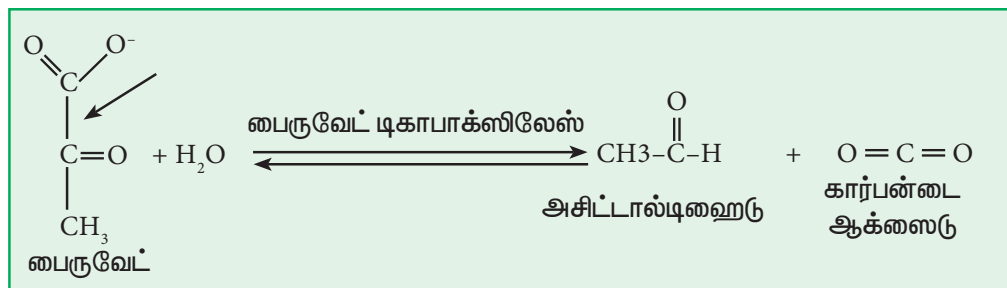 O O⁻
C
C=O + H₂O பைருவேட் டிகாபாக்ஸிலேஸ் O
CH3–C–H + O=C=O
CH₃ அசிட்டால்டிஹைடு கார்பன்டை
ஆக்ஸைடு
பைருவேட்